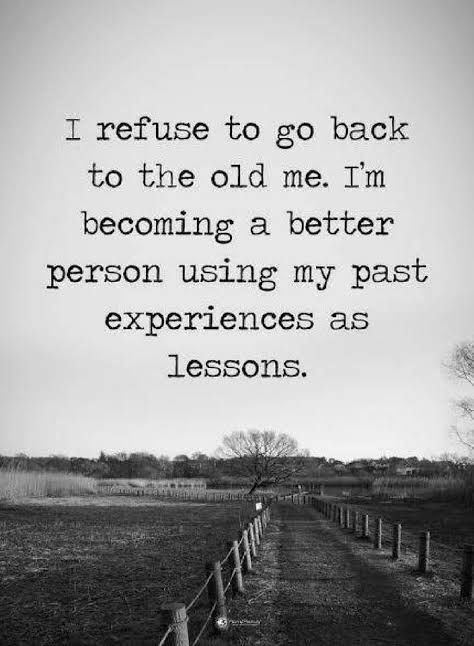 I refuse to go back
to the old me. I'm
becoming a better
person using my past
experiences as
lessons.